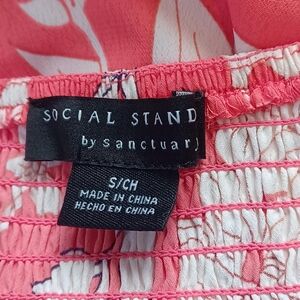 SOCIAL STAND
by sanctuary
S/CH
MADE IN CHINA
HECHO EN CHINA